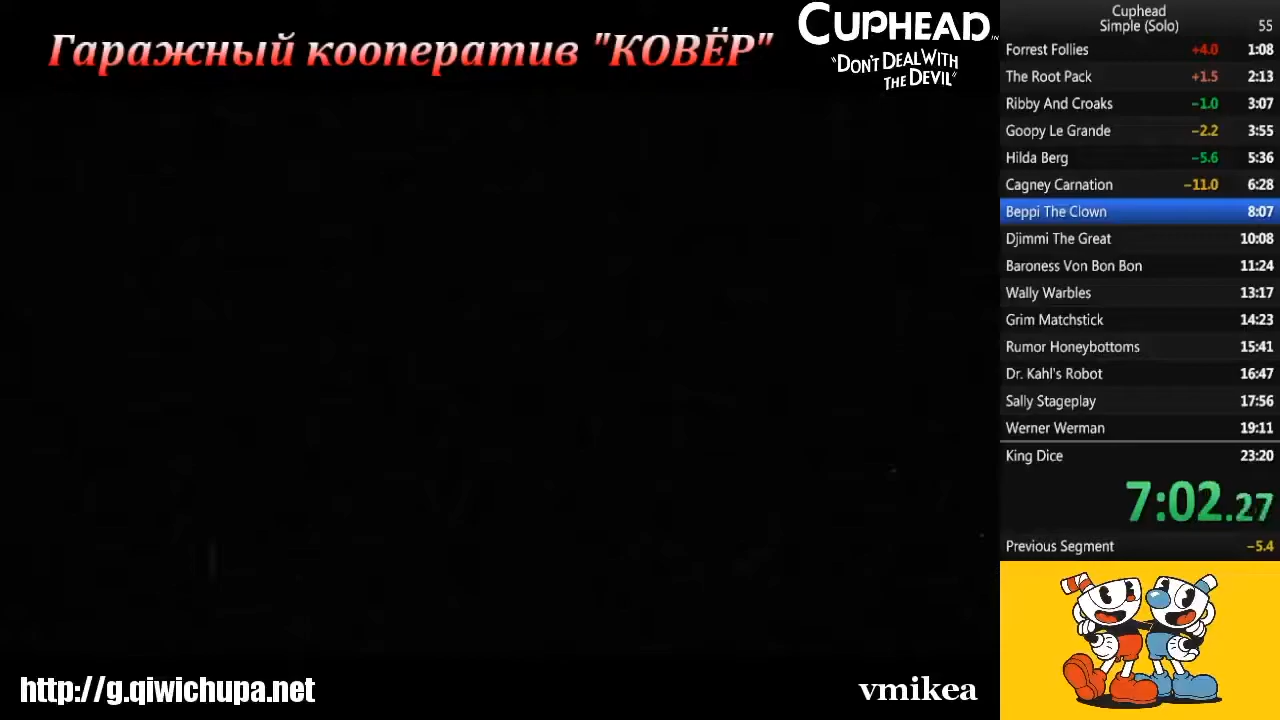 Гаражный кооператив "КОВЁР"
CUPHEAD
"DON'T DEAL WITH
THE DEVIL"
Cuphead
Simple (Solo) 55
Forrest Follies +4.0 1:08
The Root Pack +1.5 2:13
Ribby And Croaks −1.0 3:07
Goopy Le Grande −2.2 3:55
Hilda Berg −5.6 5:36
Cagney Carnation −11.0 6:28
Beppi The Clown 8:07
Djimmi The Great 10:08
Baroness Von Bon Bon 11:24
Wally Warbles 13:17
Grim Matchstick 14:23
Rumor Honeybottoms 15:41
Dr. Kahl's Robot 16:47
Sally Stageplay 17:56
Werner Werman 19:11
King Dice 23:20
7:02.27
Previous Segment −5.4
http://g.qiwichupa.net
vmikea